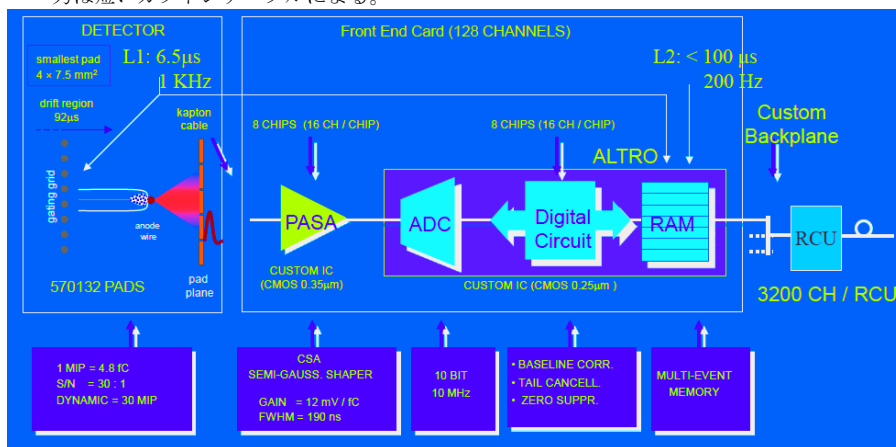 DETECTOR
smallest pad
4 × 7.5 mm²
L1: 6.5μs
1 KHz
drift region
92μs
kapton
cable
gating grid
anode
wire
pad
plane
570132 PADS
Front End Card (128 CHANNELS)
L2: < 100 μs
200 Hz
8 CHIPS (16 CH / CHIP)
8 CHIPS (16 CH / CHIP)
Custom
Backplane
ALTRO
PASA
ADC
Digital
Circuit
RAM
RCU
CUSTOM IC
(CMOS 0.35μm)
CUSTOM IC (CMOS 0.25μm )
3200 CH / RCU
1 MIP = 4.8 fC
S/N = 30 : 1
DYNAMIC = 30 MIP
CSA
SEMI-GAUSS. SHAPER
GAIN = 12 mV / fC
FWHM = 190 ns
10 BIT
10 MHz
• BASELINE CORR.
• TAIL CANCELL.
• ZERO SUPPR.
MULTI-EVENT
MEMORY